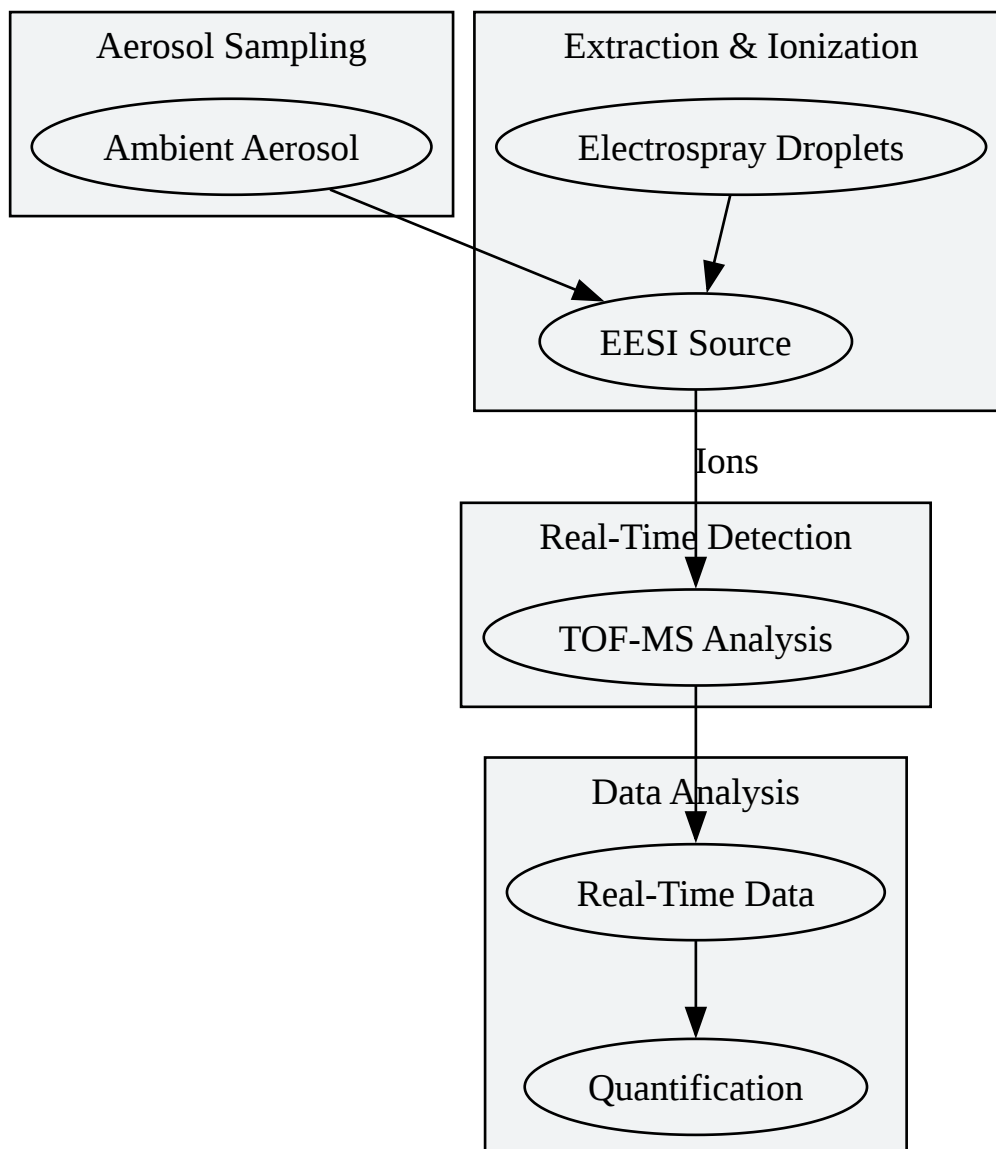 Aerosol Sampling
Extraction & Ionization
Ambient Aerosol
Electrospray Droplets
EESI Source
Ions
Real-Time Detection
TOF-MS Analysis
Data Analysis
Real-Time Data
Quantification